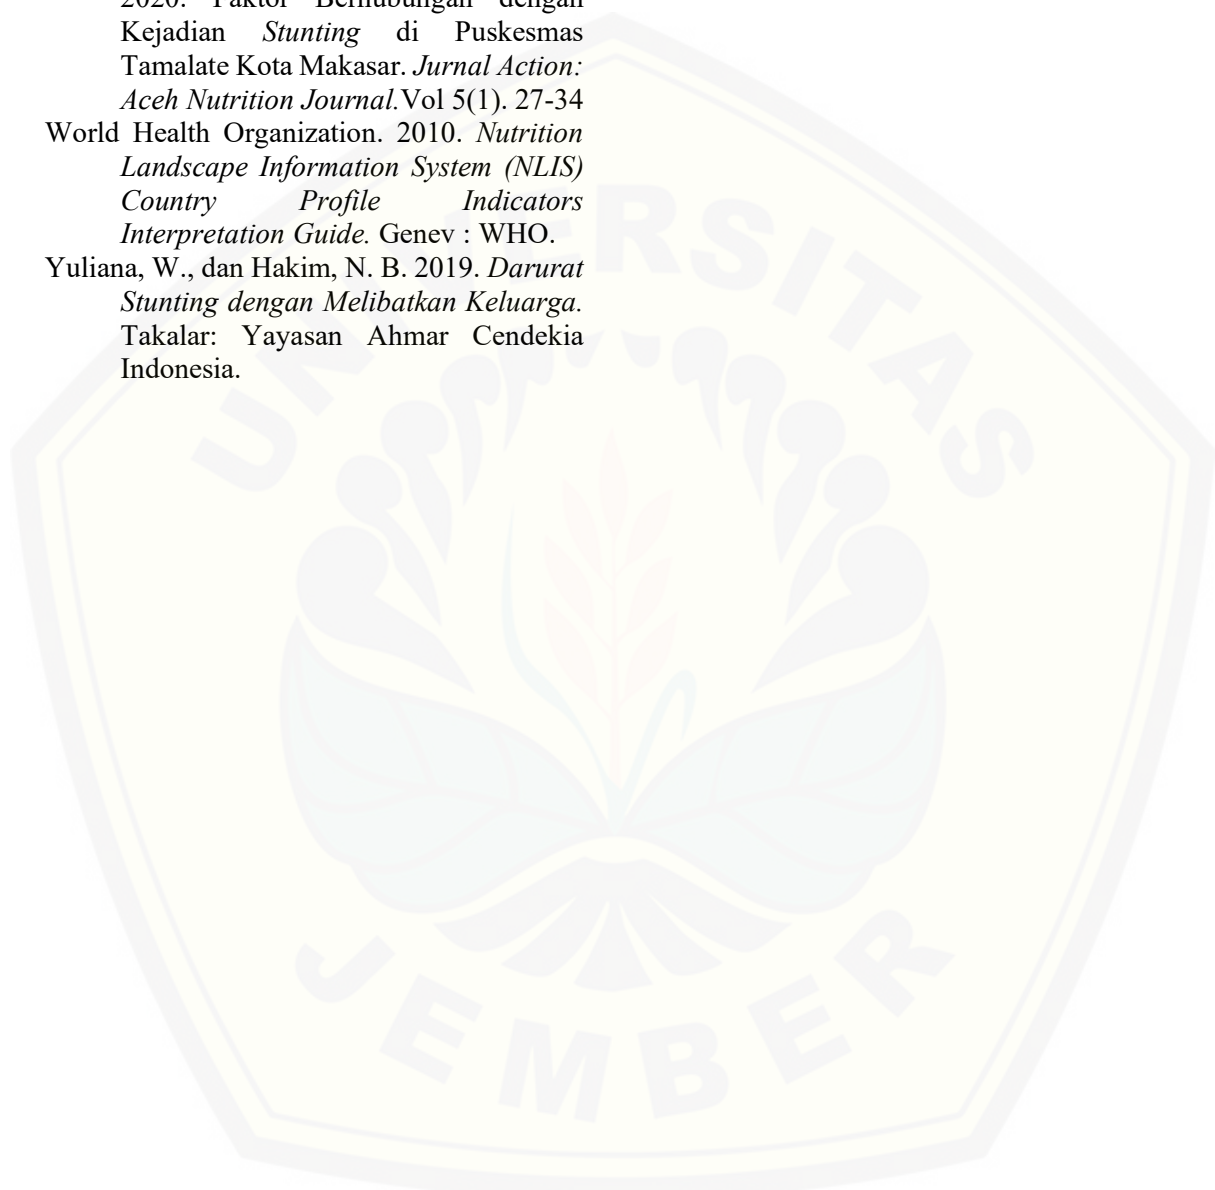 2020. Faktor Berhubungan dengan
Kejadian Stunting di Puskesmas
Tamalate Kota Makasar. Jurnal Action:
Aceh Nutrition Journal.Vol 5(1). 27-34
World Health Organization. 2010. Nutrition
Landscape Information System (NLIS)
Country Profile Indicators
Interpretation Guide. Genev : WHO.
Yuliana, W., dan Hakim, N. B. 2019. Darurat
Stunting dengan Melibatkan Keluarga.
Takalar: Yayasan Ahmar Cendekia
Indonesia.
UNIVERSITAS
JEMBER